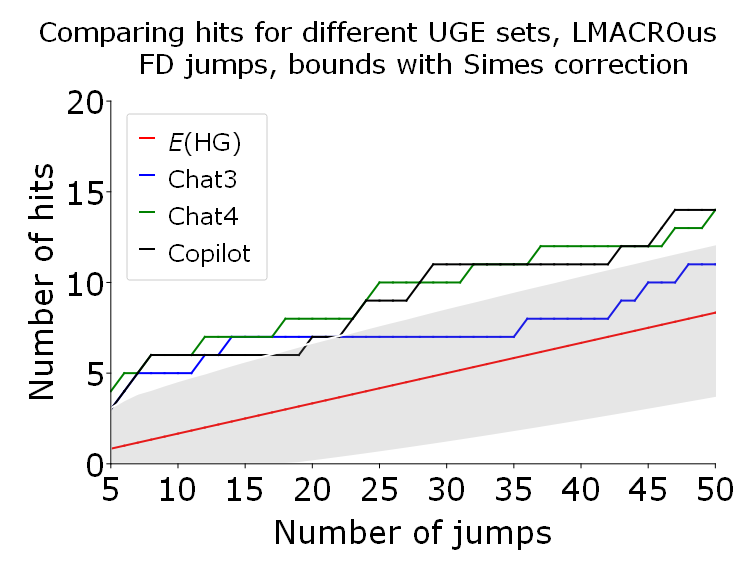 Comparing hits for different UGE sets, LMACROus
FD jumps, bounds with Simes correction
Number of hits
20
15
10
5
0
E(HG)
Chat3
Chat4
Copilot
5 10 15 20 25 30 35 40 45 50
Number of jumps